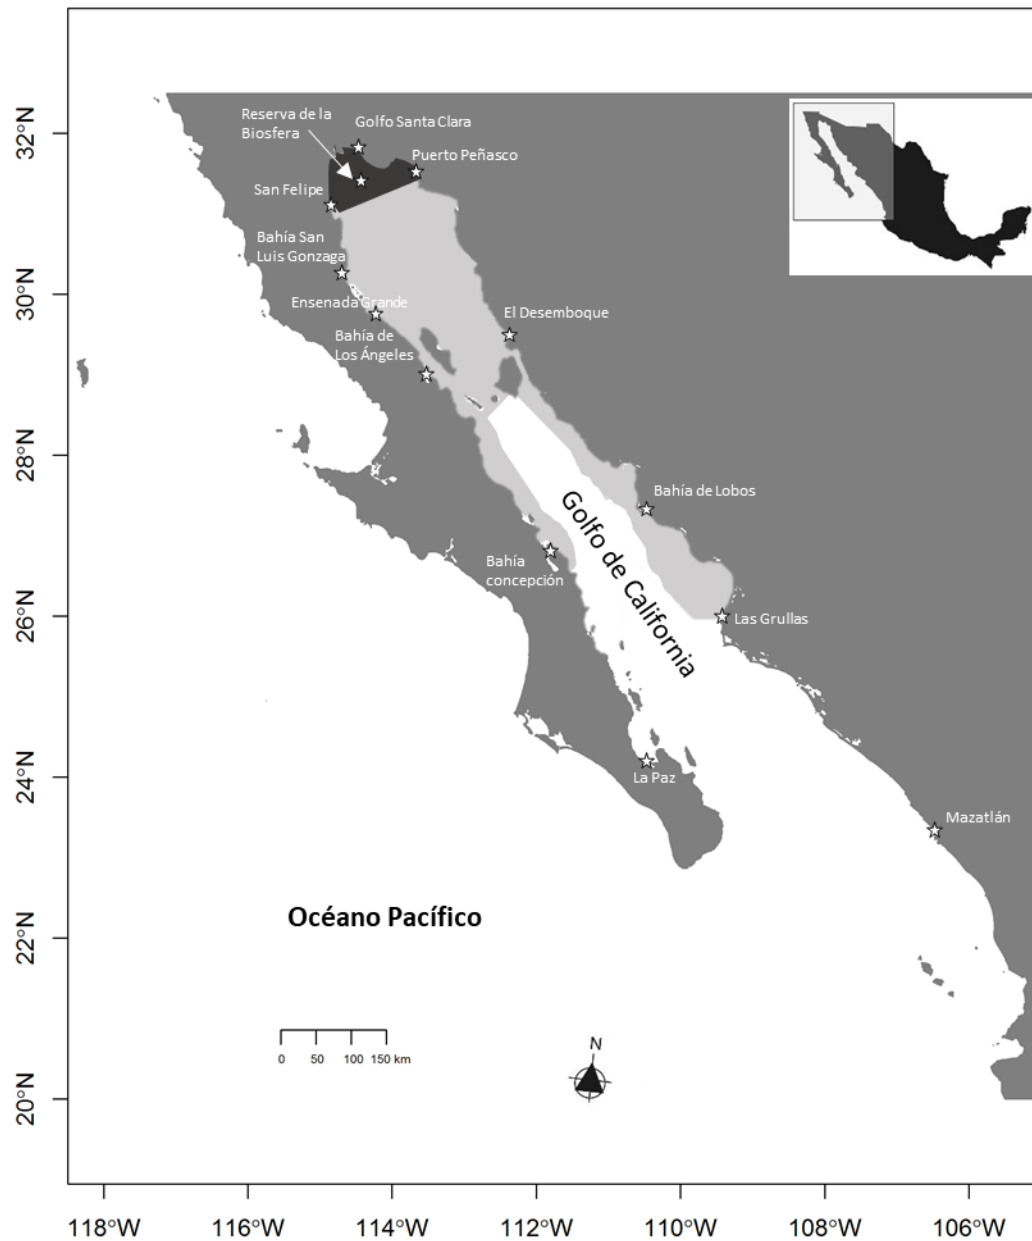 32°N
30°N
28°N
26°N
24°N
22°N
20°N
Reserva de la
Biosfera
Golfo Santa Clara
Puerto Peñasco
San Felipe
Bahía San
Luis Gonzaga
Ensenada Grande
El Desemboque
Bahía de
Los Ángeles
Bahía de Lobos
Golfo de California
Bahía
concepción
Las Grullas
La Paz
Mazatlán
Océano Pacífico
0 50 100 150 km
N
118°W 116°W 114°W 112°W 110°W 108°W 106°W